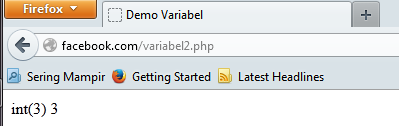 Firefox
Demo Variabel
facebook.com/variabel2.php
Sering Mampir Getting Started Latest Headlines
int(3) 3